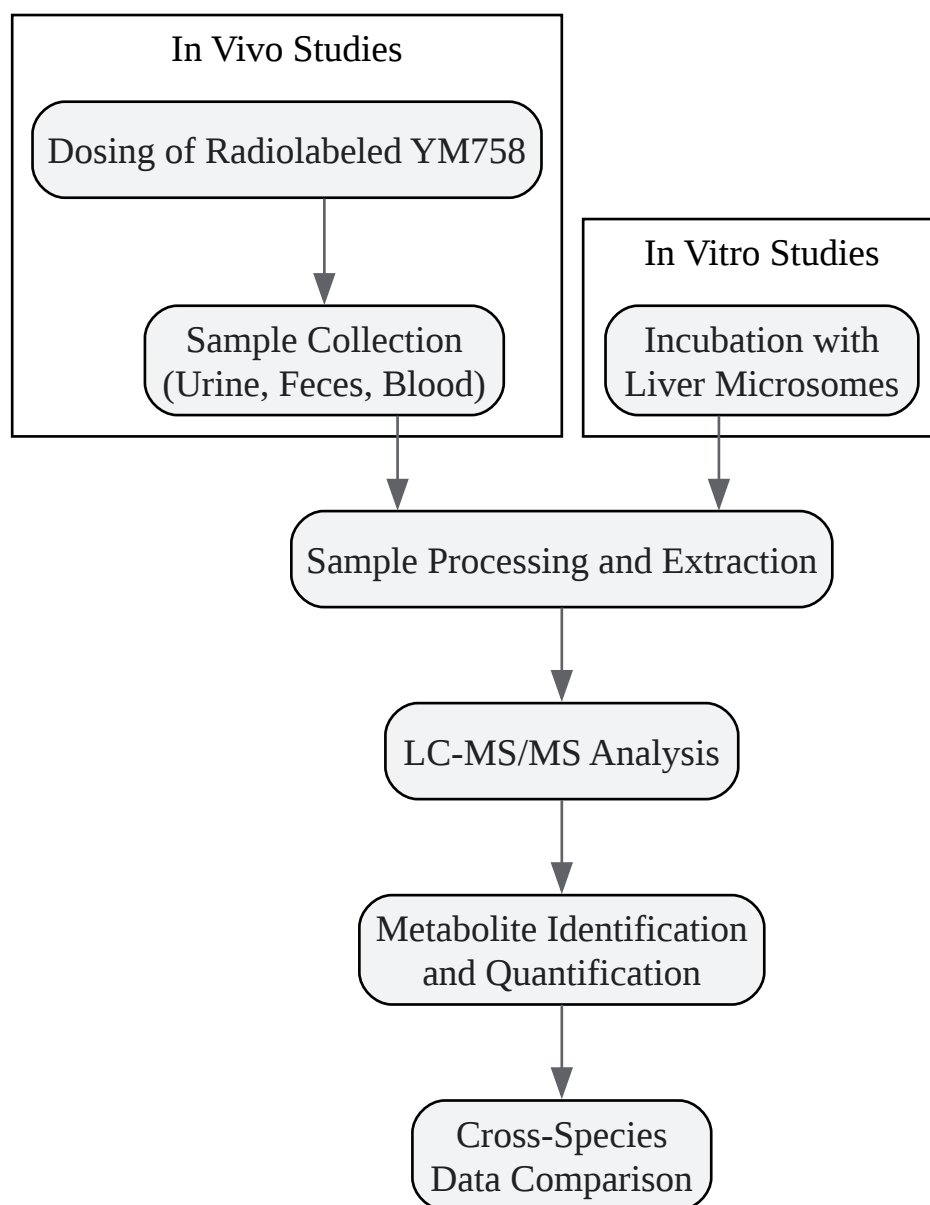 In Vivo Studies
Dosing of Radiolabeled YM758
Sample Collection
(Urine, Feces, Blood)
In Vitro Studies
Incubation with
Liver Microsomes
Sample Processing and Extraction
LC-MS/MS Analysis
Metabolite Identification
and Quantification
Cross-Species
Data Comparison